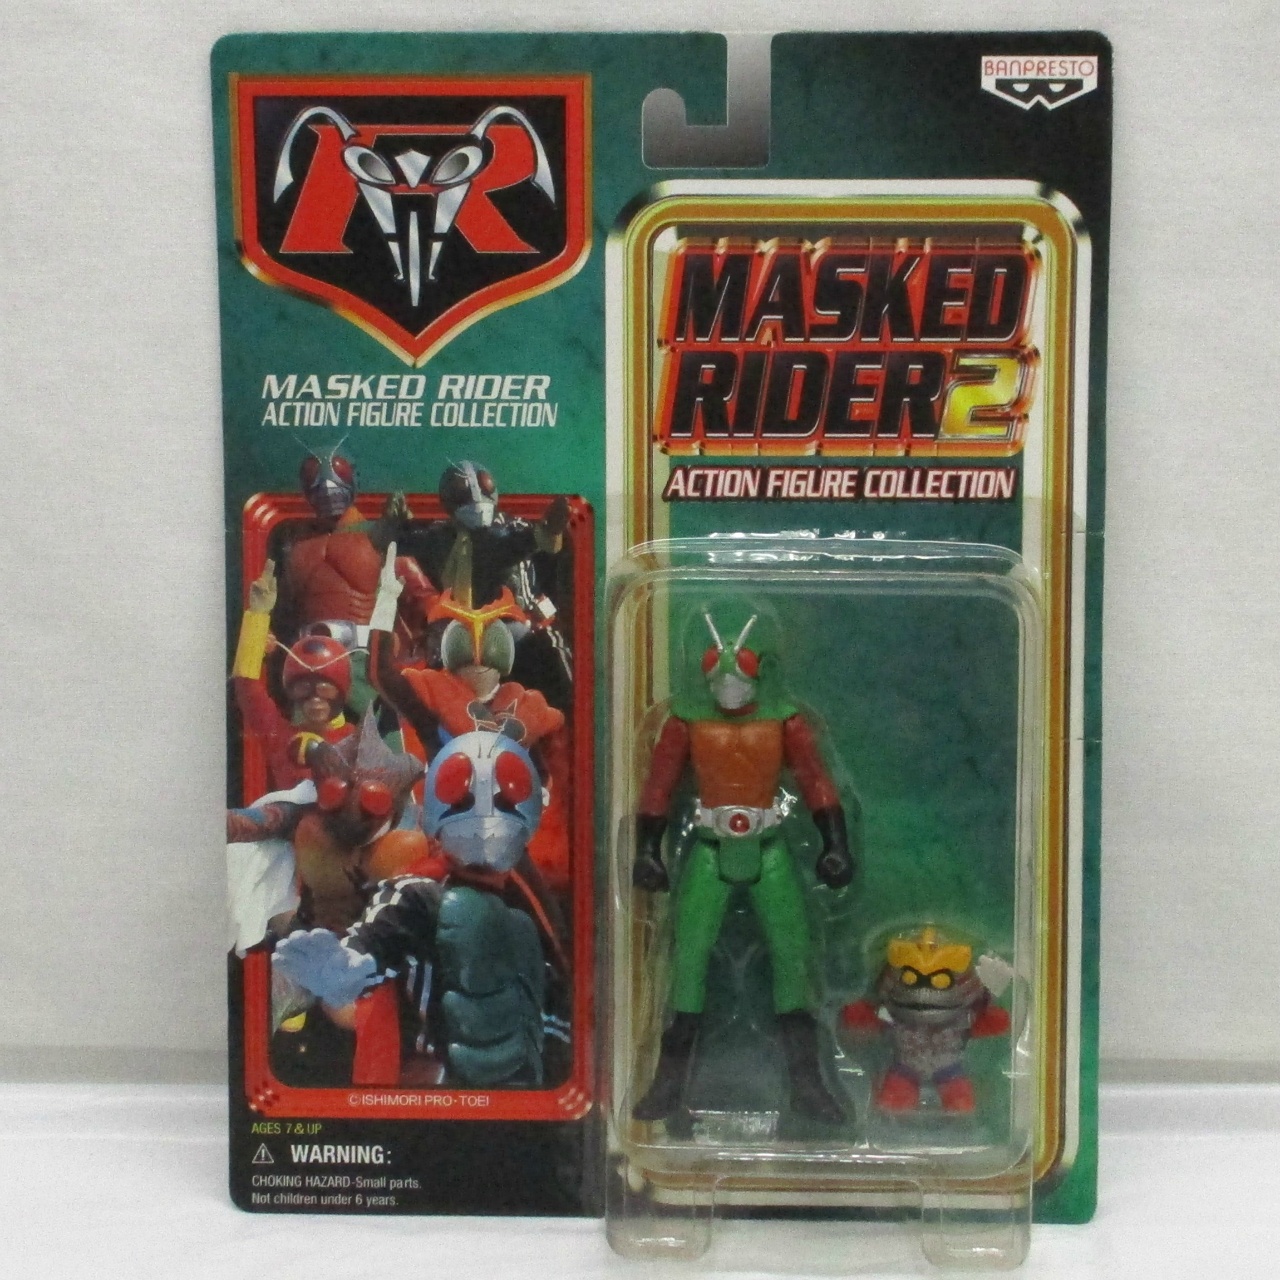 BANPRESTO
MASKED RIDER
ACTION FIGURE COLLECTION
MASKED
RIDER2
ACTION FIGURE COLLECTION
© ISHIMORI PRO・TOEI
AGES 7 & UP
⚠ WARNING:
CHOKING HAZARD-Small parts.
Not children under 6 years.